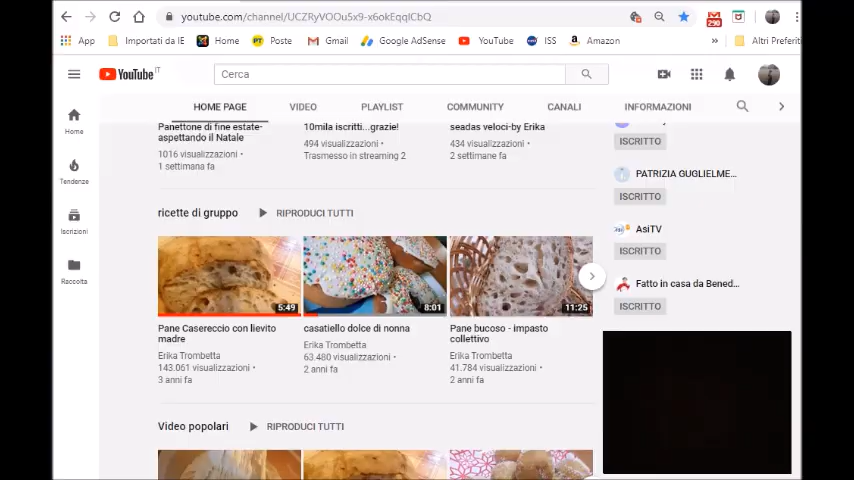 youtube.com/channel/UCZRyVOOu5x9-x6okEqqlCbQ
290
App Importati da IE Home Poste Gmail Google AdSense YouTube ISS Amazon » Altri Preferit
YouTube IT Cerca
HOME PAGE VIDEO PLAYLIST COMMUNITY CANALI INFORMAZIONI
Home
Tendenze
Iscrizioni
Raccolta
Panettone di fine estate-
aspettando il Natale
1016 visualizzazioni •
1 settimana fa
10mila iscritti...grazie!
494 visualizzazioni •
Trasmesso in streaming 2
seadas veloci-by Erika
434 visualizzazioni •
2 settimane fa
ISCRITTO
PATRIZIA GUGLIELME...
ISCRITTO
AsiTV
ISCRITTO
Fatto in casa da Bened...
ISCRITTO
ricette di gruppo RIPRODUCI TUTTI
5:49
Pane Casereccio con lievito
madre
Erika Trombetta
143.061 visualizzazioni •
3 anni fa
8:01
casatiello dolce di nonna
Erika Trombetta
63.480 visualizzazioni •
2 anni fa
11:25
Pane bucoso - impasto
collettivo
Erika Trombetta
41.784 visualizzazioni •
2 anni fa
Video popolari RIPRODUCI TUTTI